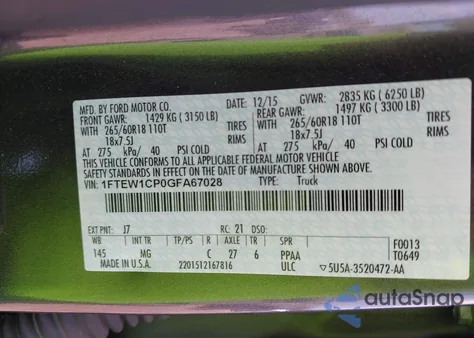 MFD. BY FORD MOTOR CO.
DATE: 12/15 GVWR: 2835 KG ( 6250 LB)
FRONT GAWR: 1429 KG ( 3150 LB) REAR GAWR: 1497 KG ( 3300 LB)
WITH 265/60R18 110T TIRES WITH 265/60R18 110T TIRES
18x7.5J RIMS 18x7.5J
AT 275 kPa/ 40 PSI COLD AT 275 kPa/ 40 PSI COLD
THIS VEHICLE CONFORMS TO ALL APPLICABLE FEDERAL MOTOR VEHICLE
SAFETY STANDARDS IN EFFECT ON THE DATE OF MANUFACTURE SHOWN ABOVE.
VIN: 1FTEW1CP0GFA67028 TYPE: Truck
EXT PNT: J7 RC: 21 DSO: F0013
WB INT TR TP/PS R AXLE TR SPR T0649
145 MG C 27 6 PPAA
2201512167816 ULC 5U5A-3520472-AA
autoSnap